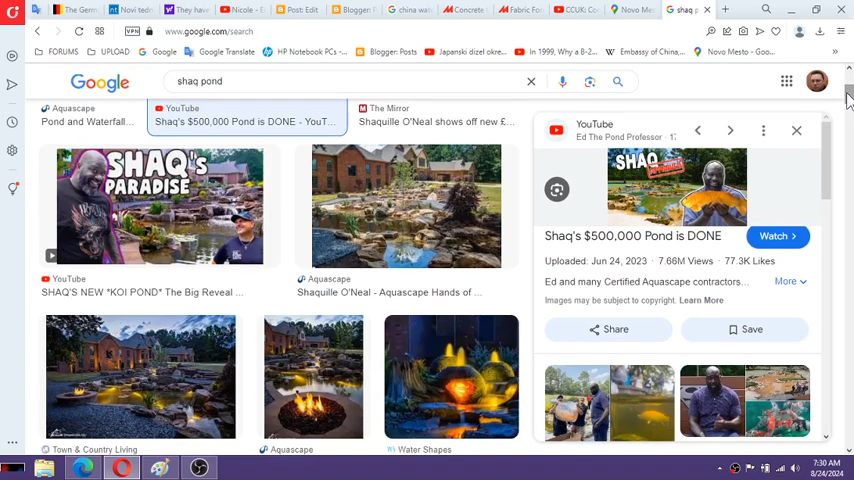 The Germ
Novi tedn
They have
Nicole - E
Post: Edit
Blogger: F
china wat
Concrete
Fabric For
CCUK: Co
Novo Mes
shaq p
VPN
www.google.com/search
FORUMS
UPLOAD
Google
Google Translate
HP Notebook PCs - ...
Blogger: Posts
Japanski dizel okre...
In 1999, Why a B-2...
Embassy of China,...
Novo Mesto - Goo...
Google
shaq pond
Aquascape
Pond and Waterfall...
YouTube
Shaq's $500,000 Pond is DONE - YouT...
The Mirror
Shaquille O'Neal shows off new £...
SHAQ's
PARADISE
YouTube
SHAQ'S NEW *KOI POND* The Big Reveal ...
Aquascape
Shaquille O'Neal - Aquascape Hands of ...
Town & Country Living
Aquascape
Water Shapes
YouTube
Ed The Pond Professor · 1
SHAQ
Shaq's $500,000 Pond is DONE
Watch >
Uploaded: Jun 24, 2023 · 7.66M Views · 77.3K Likes
Ed and many Certified Aquascape contractors...
More
Images may be subject to copyright. Learn More
Share
Save
7:30 AM
8/24/2024